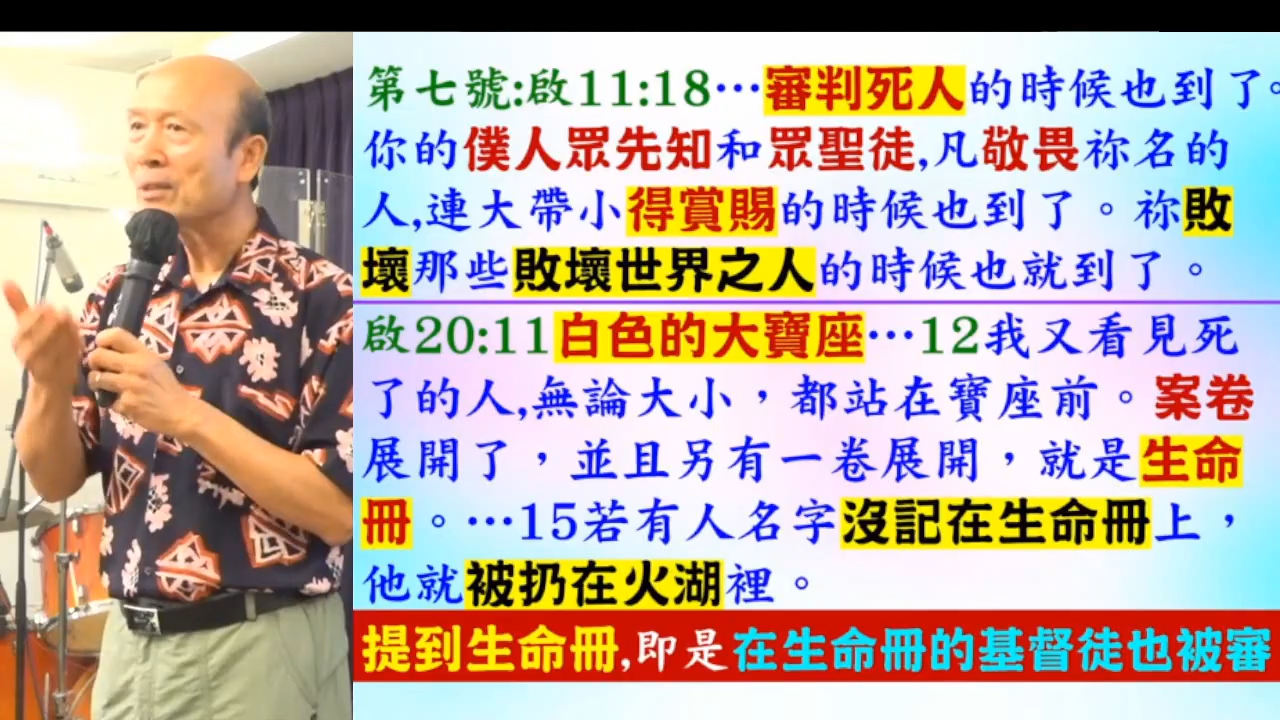 第七號:啟11:18…審判死人的時候也到了。
你的僕人眾先知和眾聖徒,凡敬畏祢名的
人,連大帶小得賞賜的時候也到了。祢敗
壞那些敗壞世界之人的時候也就到了。
啟20:11白色的大寶座…12我又看見死
了的人,無論大小，都站在寶座前。案卷
展開了，並且另有一卷展開，就是生命
冊。…15若有人名字沒記在生命冊上，
他就被扔在火湖裡。
提到生命冊,即是在生命冊的基督徒也被審